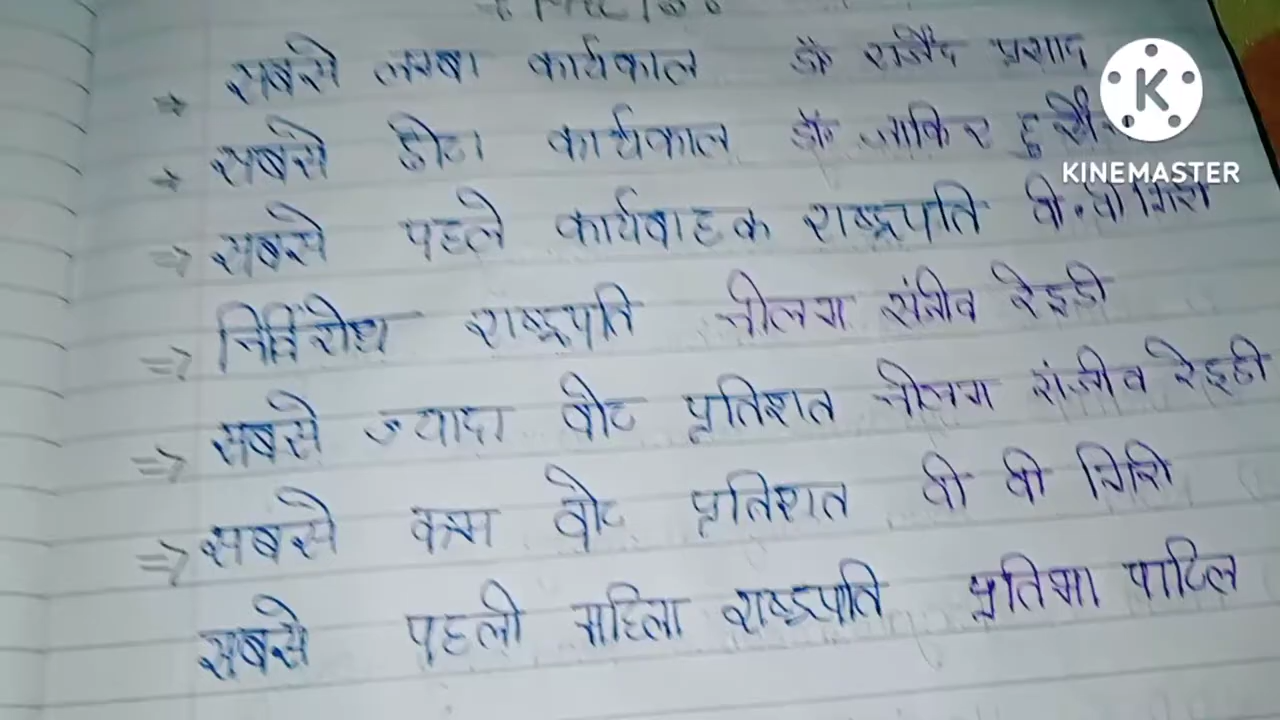 सबसे लम्बा कार्यकाल डॉ राजेंद्र प्रशाद
सबसे छोटा कार्यकाल डॉ जाकिर हुसैन
सबसे पहले कार्यवाहक राष्ट्रपति वी.वी गिरी
निर्विरोध राष्ट्रपति नीलम संजीव रेड्डी
सबसे ज्यादा वोट प्रतिशत नीलम संजीव रेड्डी
सबसे कम वोट प्रतिशत वी वी गिरि
सबसे पहली महिला राष्ट्रपति प्रतिभा पाटिल
K
KINEMASTER